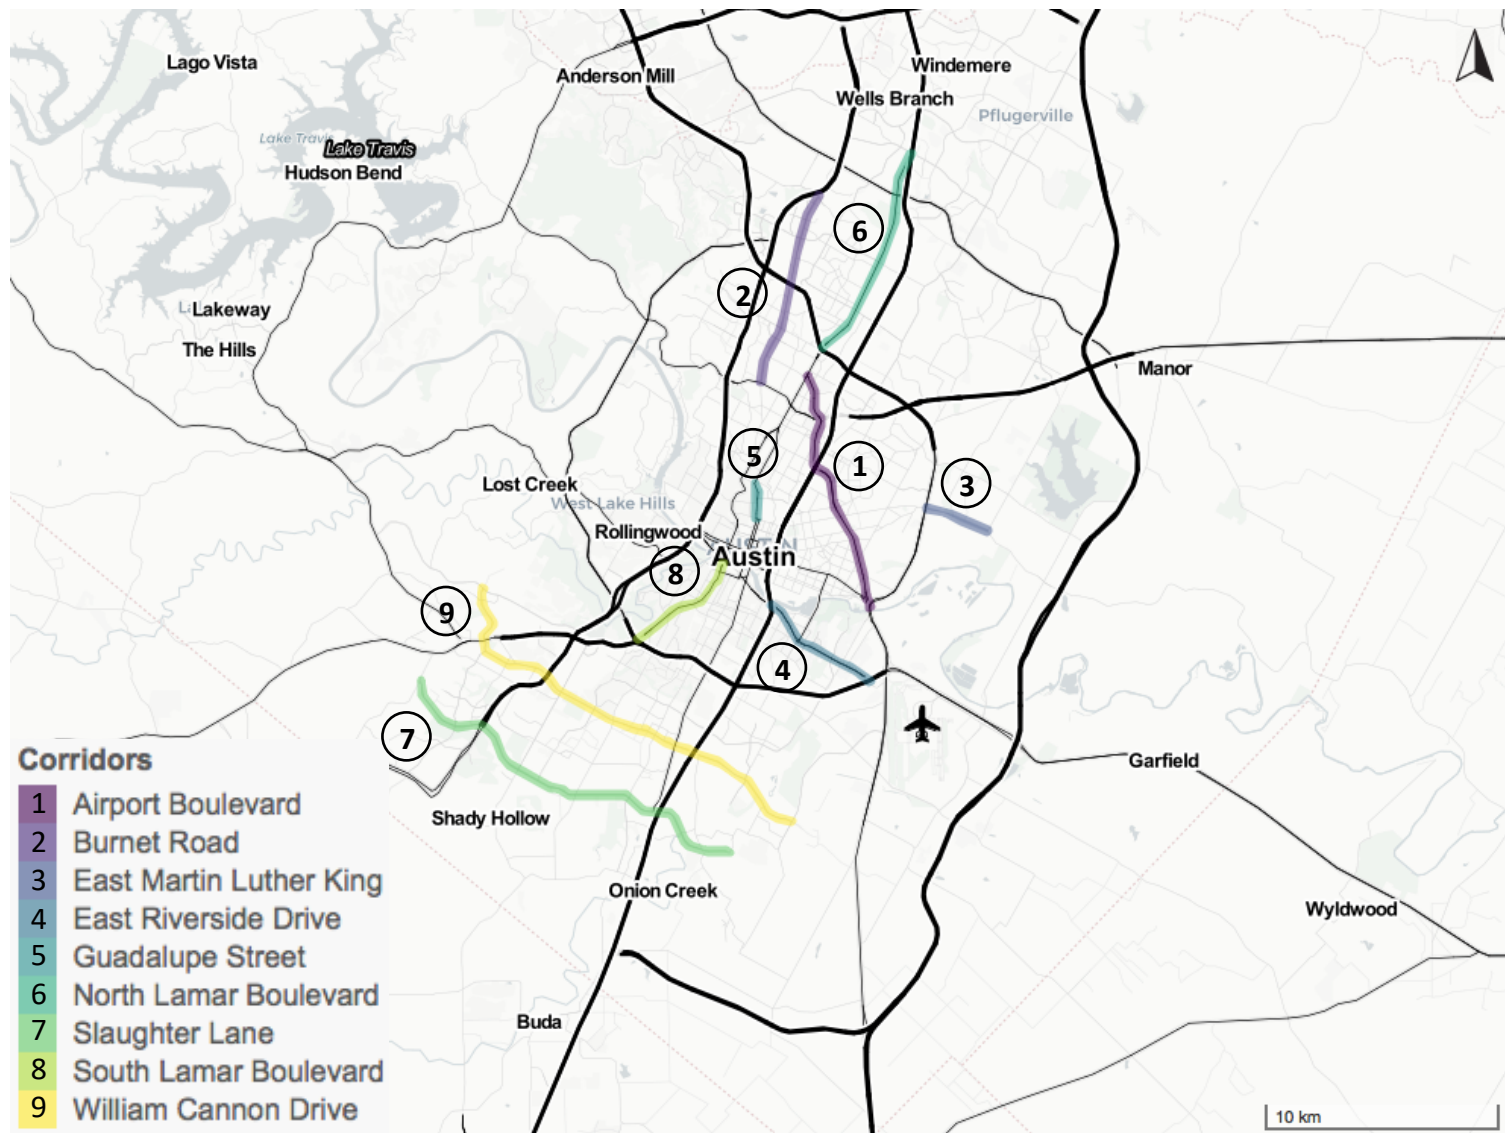 Lago Vista
Anderson Mill
Windemere
Wells Branch
Pflugerville
Lake Travis
Lake Travis
Hudson Bend
6
2
Lakeway
The Hills
Manor
5
1
3
Lost Creek
West Lake Hills
Rollingwood
AUSTIN
Austin
8
9
4
7
Garfield
Shady Hollow
Onion Creek
Wyldwood
Buda
10 km
Corridors
1 Airport Boulevard
2 Burnet Road
3 East Martin Luther King
4 East Riverside Drive
5 Guadalupe Street
6 North Lamar Boulevard
7 Slaughter Lane
8 South Lamar Boulevard
9 William Cannon Drive